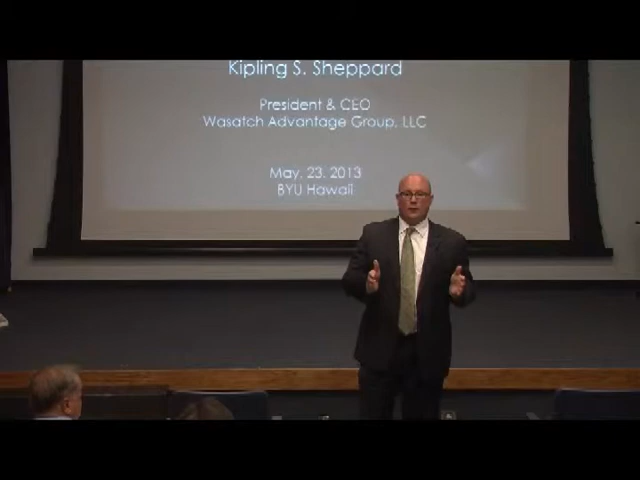 Kipling S. Sheppard
President & CEO
Wasatch Advantage Group, LLC
May, 23, 2013
BYU Hawaii